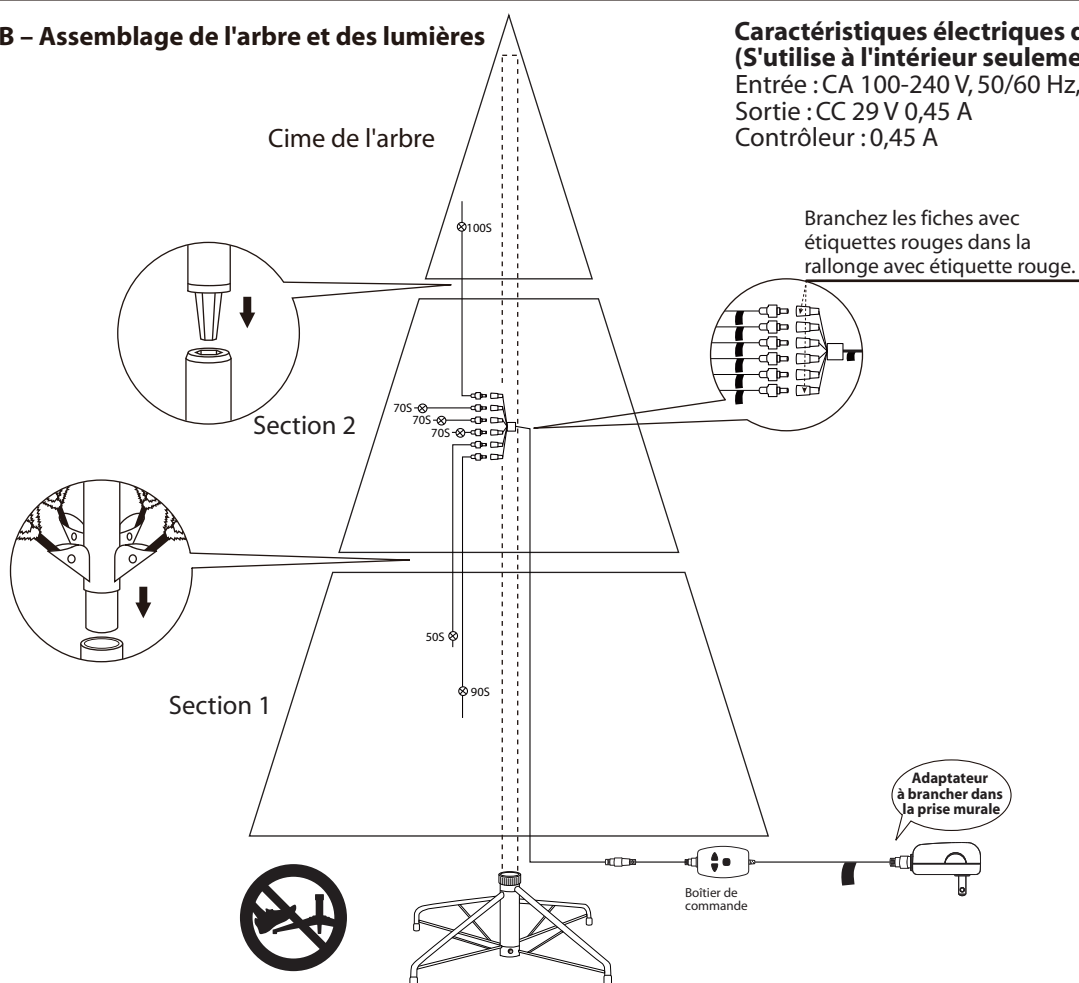 B – Assemblage de l'arbre et des lumières
Caractéristiques électriques
(S'utilise à l'intérieur
Entrée : CA 100-240 V, 50/60 Hz,
Sortie : CC 29 V 0,45 A
Contrôleur : 0,45 A
Cime de l'arbre
100S
Branchez les fiches avec
étiquettes rouges dans la
rallonge avec étiquette rouge.
70S
70S
70S
Section 2
50S
90S
Section 1
Adaptateur
à brancher dans
la prise murale
Boîtier de
commande